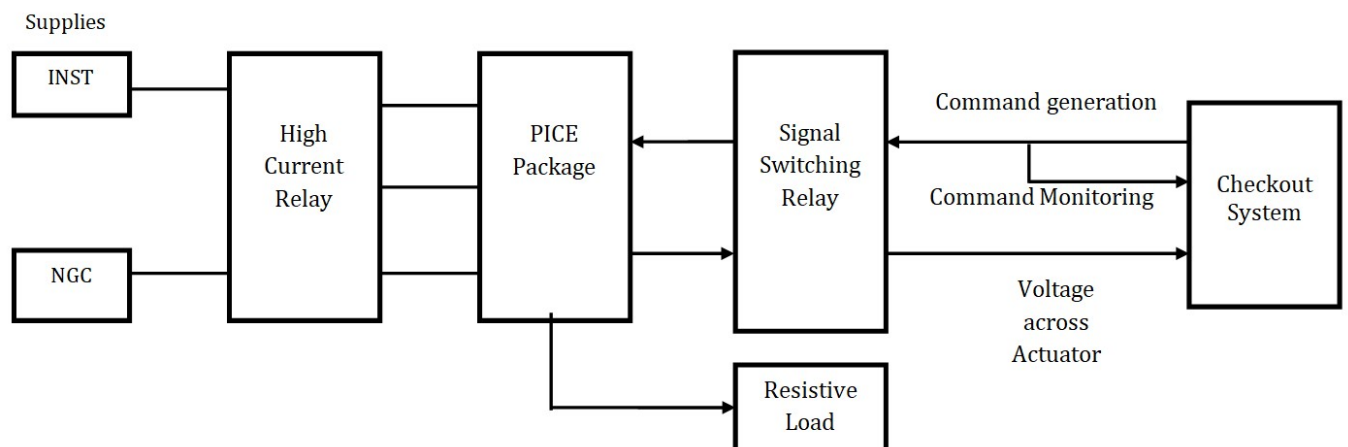 Supplies
INST
NGC
High
Current
Relay
PICE
Package
Signal
Switching
Relay
Command generation
Command Monitoring
Checkout
System
Voltage
across
Actuator
Resistive
Load